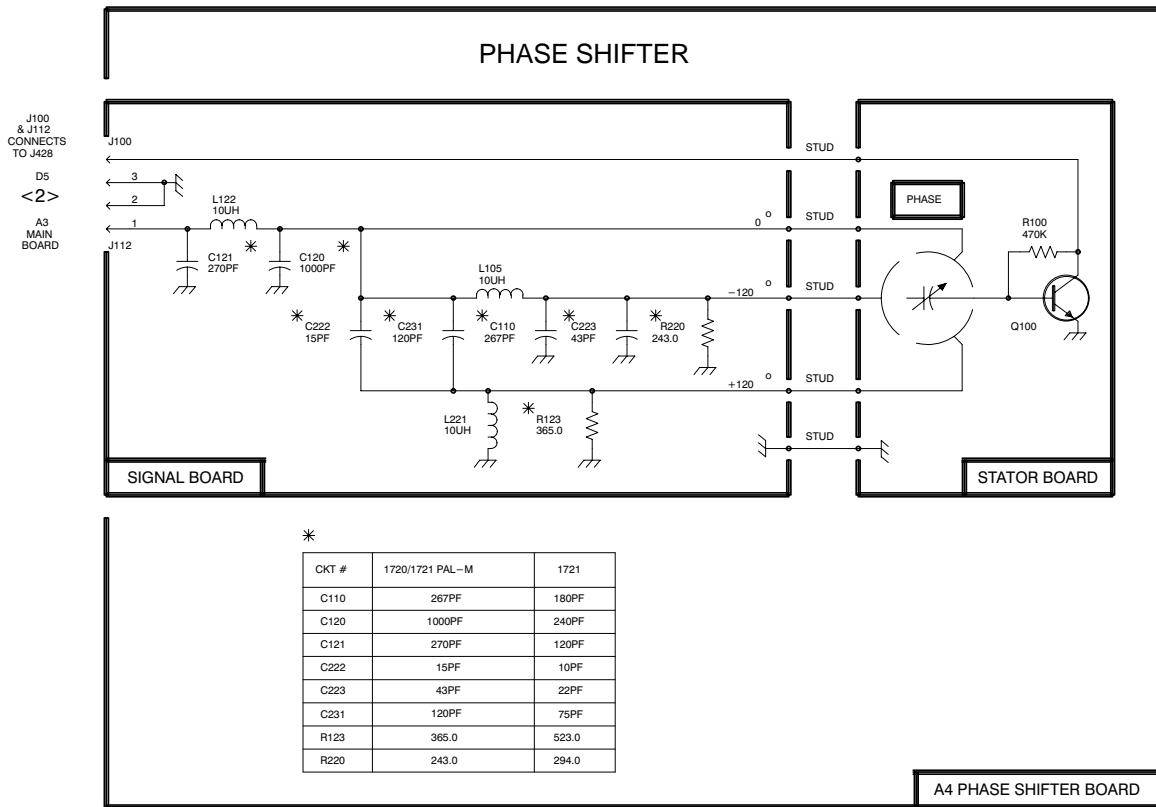 PHASE SHIFTER
J100
& J112
CONNECTS
TO J428
D5
<2>
A3
MAIN
BOARD
J100
3
2
1
J112
L122
10UH
C121
270PF
*
C120
1000PF
*
L105
10UH
*
C222
15PF
*
C231
120PF
*
C110
267PF
*
C223
43PF
*
R220
243.0
L221
10UH
*
R123
365.0
0°
−120°
+120°
STUD
STUD
STUD
STUD
STUD
PHASE
R100
470K
Q100
SIGNAL BOARD
STATOR BOARD
*
CKT # 1720/1721 PAL−M 1721
C110 267PF 180PF
C120 1000PF 240PF
C121 270PF 120PF
C222 15PF 10PF
C223 43PF 22PF
C231 120PF 75PF
R123 365.0 523.0
R220 243.0 294.0
A4 PHASE SHIFTER BOARD